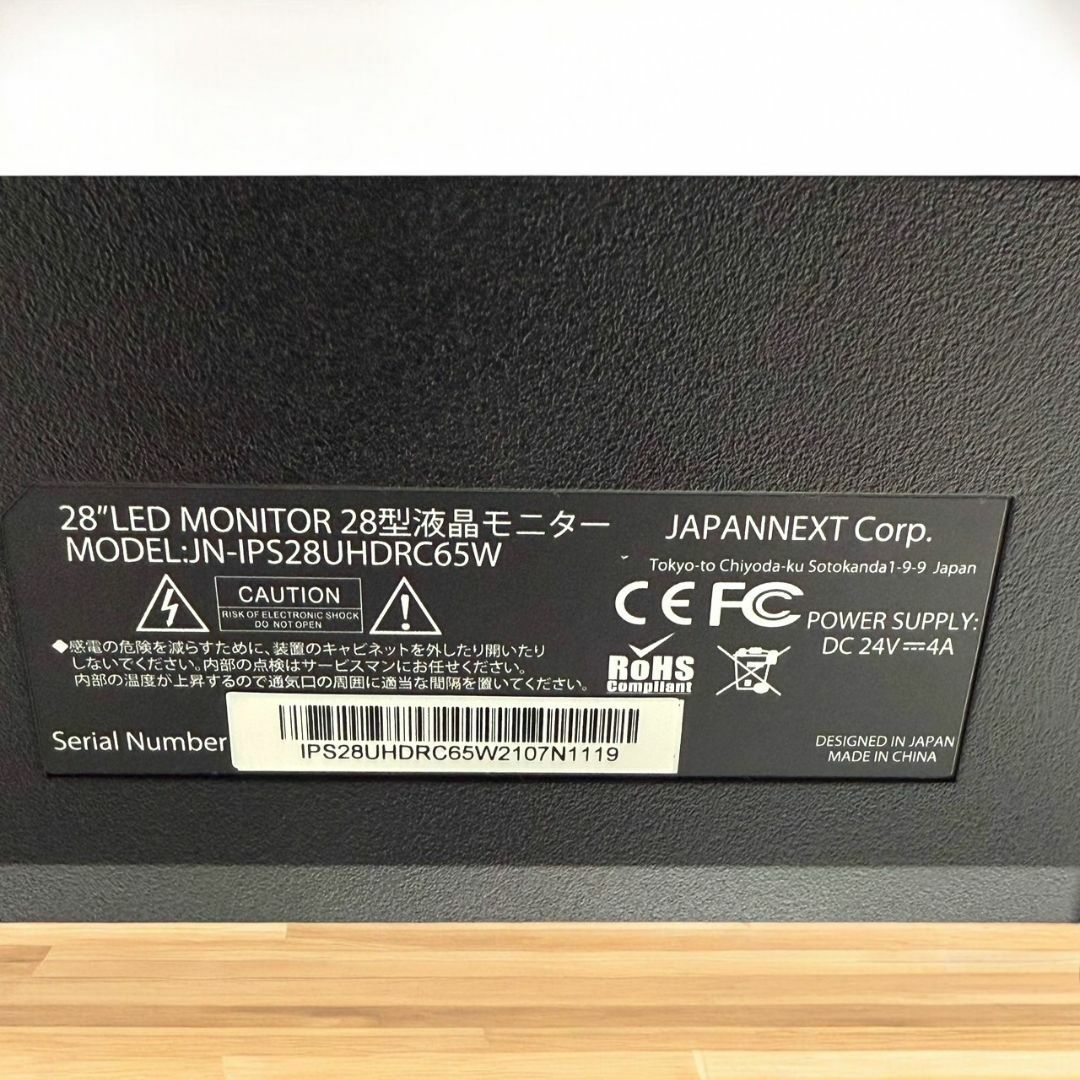 28"LED MONITOR 28型液晶モニター
MODEL:JN-IPS28UHDRC65W
CAUTION
RISK OF ELECTRONIC SHOCK
DO NOT OPEN
◆感電の危険を減らすために、装置のキャビネットを外したり開いたり
しないでください。内部の点検はサービスマンにお任せください。
内部の温度が上昇するので通気口の周囲に適当な間隔を置いてください。
Serial Number
IPS28UHDRC65W2107N1119
JAPANNEXT Corp.
Tokyo-to Chiyoda-ku Sotokanda1-9-9 Japan
CE FC
POWER SUPPLY:
DC 24V⎓4A
RoHS
Compliant
DESIGNED IN JAPAN
MADE IN CHINA